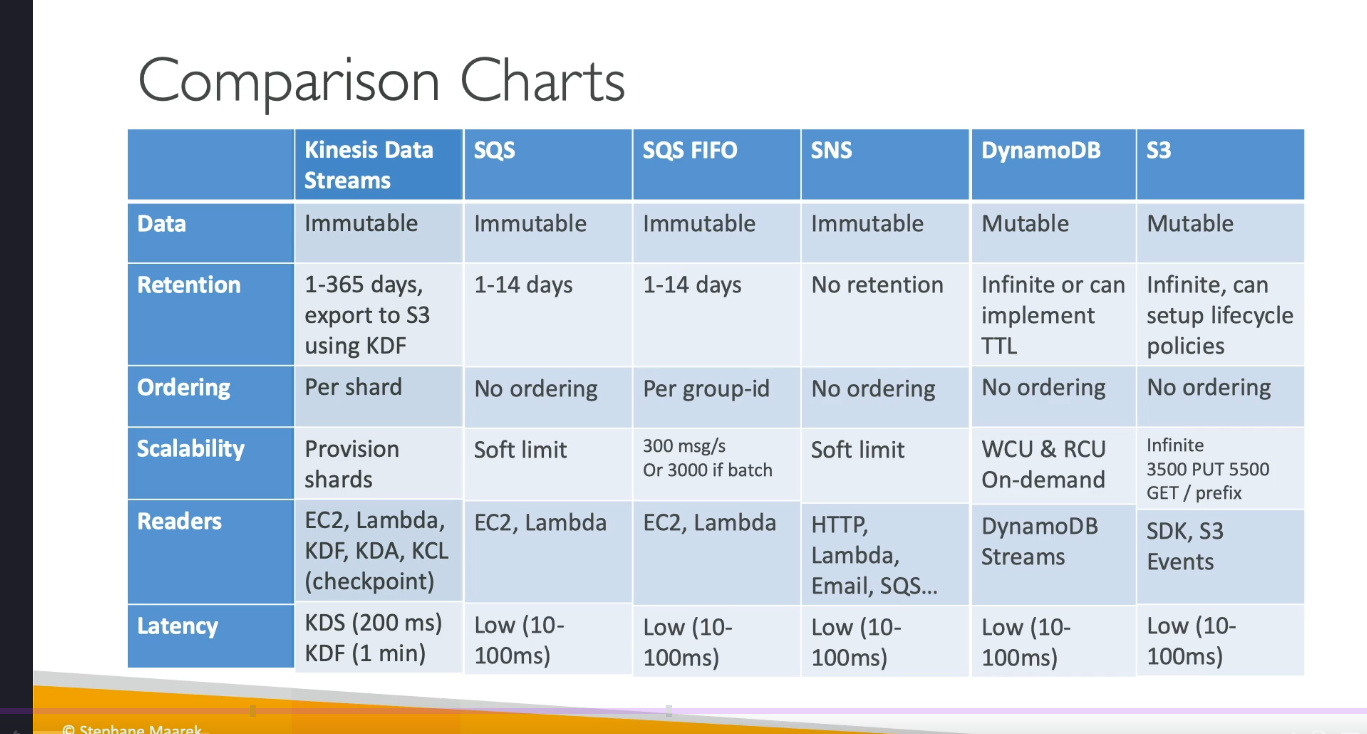 Comparison Charts
Kinesis Data
Streams
SQS
SQS FIFO
SNS
DynamoDB
S3
Data
Immutable
Immutable
Immutable
Immutable
Mutable
Mutable
Retention
1-365 days,
export to S3
using KDF
1-14 days
1-14 days
No retention
Infinite or can
implement
TTL
Infinite, can
setup lifecycle
policies
Ordering
Per shard
No ordering
Per group-id
No ordering
No ordering
No ordering
Scalability
Provision
shards
Soft limit
300 msg/s
Or 3000 if batch
Soft limit
WCU & RCU
On-demand
Infinite
3500 PUT 5500
GET / prefix
Readers
EC2, Lambda,
KDF, KDA, KCL
(checkpoint)
EC2, Lambda
EC2, Lambda
HTTP,
Lambda,
Email, SQS...
DynamoDB
Streams
SDK, S3
Events
Latency
KDS (200 ms)
KDF (1 min)
Low (10-
100ms)
Low (10-
100ms)
Low (10-
100ms)
Low (10-
100ms)
Low (10-
100ms)
© Stephane Maarek